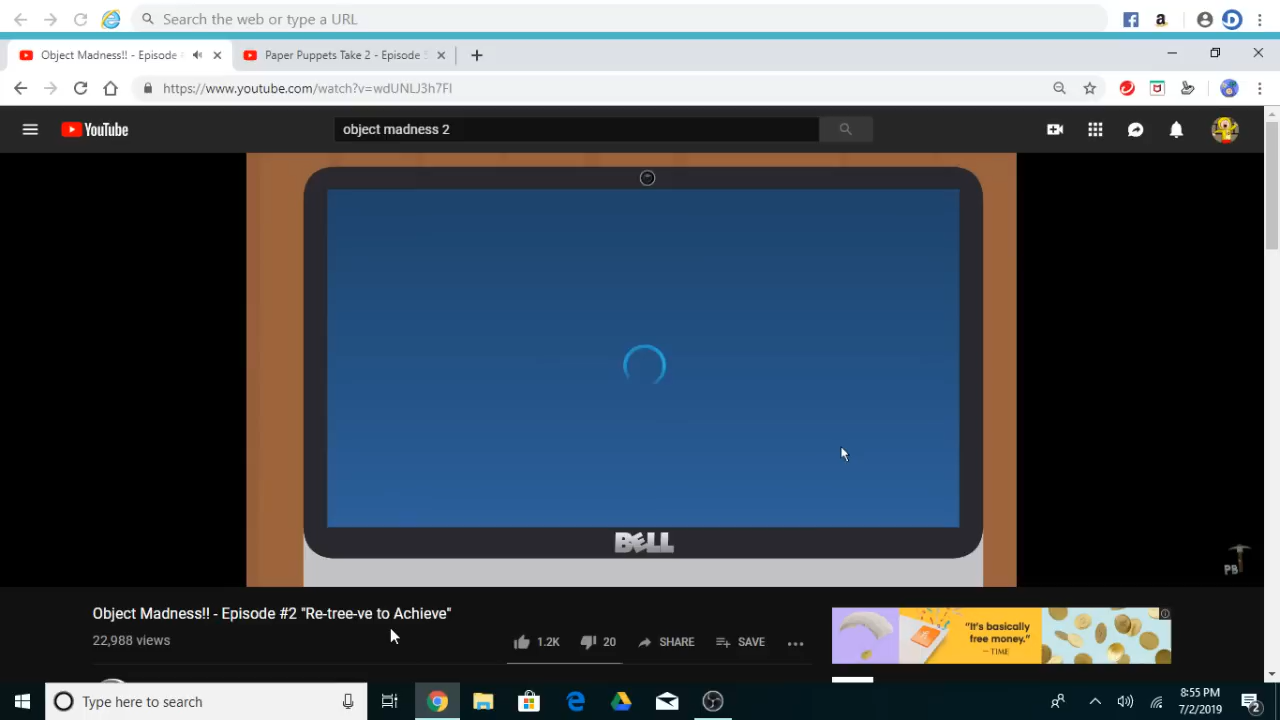 Search the web or type a URL
Object Madness!! - Episode
Paper Puppets Take 2 - Episode
https://www.youtube.com/watch?v=wdUNLJ3h7FI
YouTube
object madness 2
BELL
PB
Object Madness!! - Episode #2 "Re-tree-ve to Achieve"
22,988 views
1.2K
20
SHARE
SAVE
"It's basically
free money."
— TIME
Type here to search
8:55 PM
7/2/2019
2